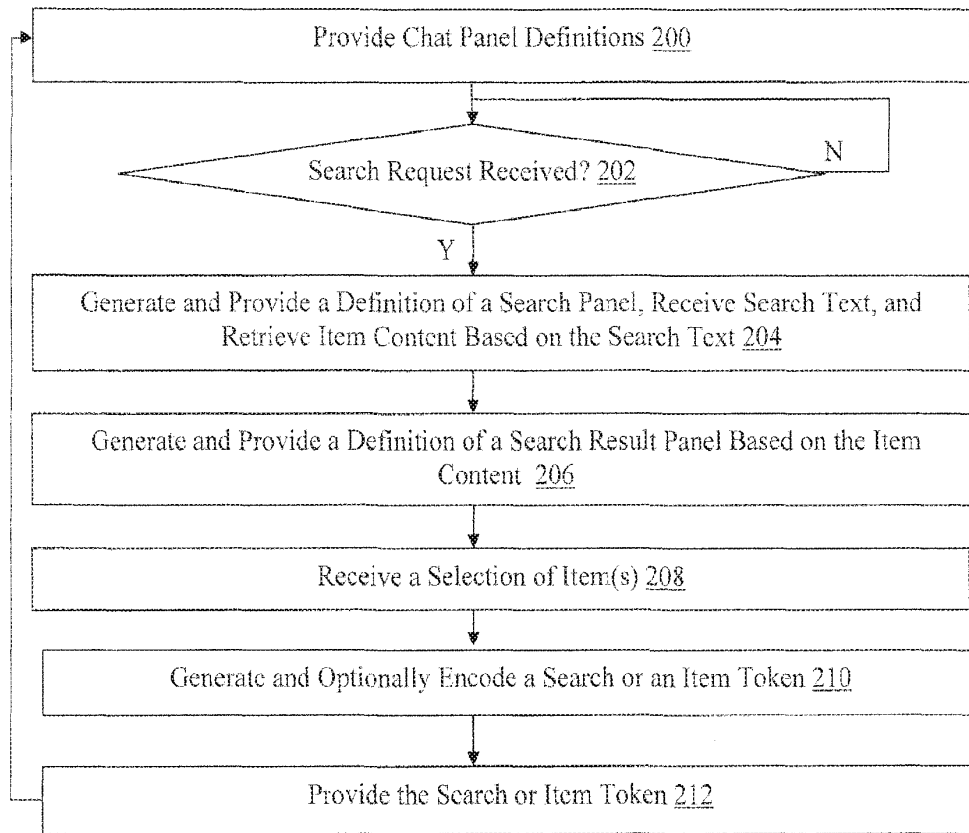 Provide Chat Panel Definitions 200
Search Request Received? 202
N
Y
Generate and Provide a Definition of a Search Panel, Receive Search Text, and
Retrieve Item Content Based on the Search Text 204
Generate and Provide a Definition of a Search Result Panel Based on the Item
Content 206
Receive a Selection of Item(s) 208
Generate and Optionally Encode a Search or an Item Token 210
Provide the Search or Item Token 212